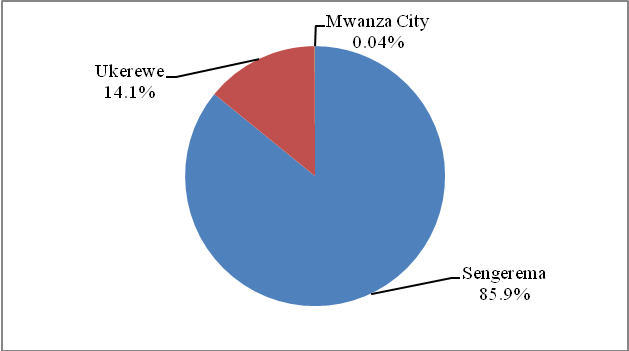 Mwanza City
0.04%
Ukerewe
14.1%
Sengerema
85.9%